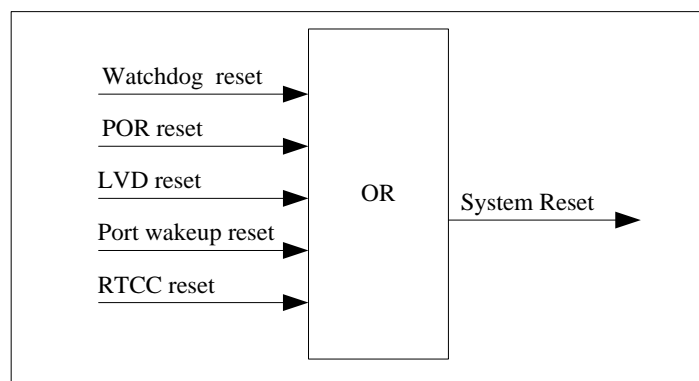 Watchdog reset
POR reset
LVD reset
Port wakeup reset
RTCC reset
OR
System Reset